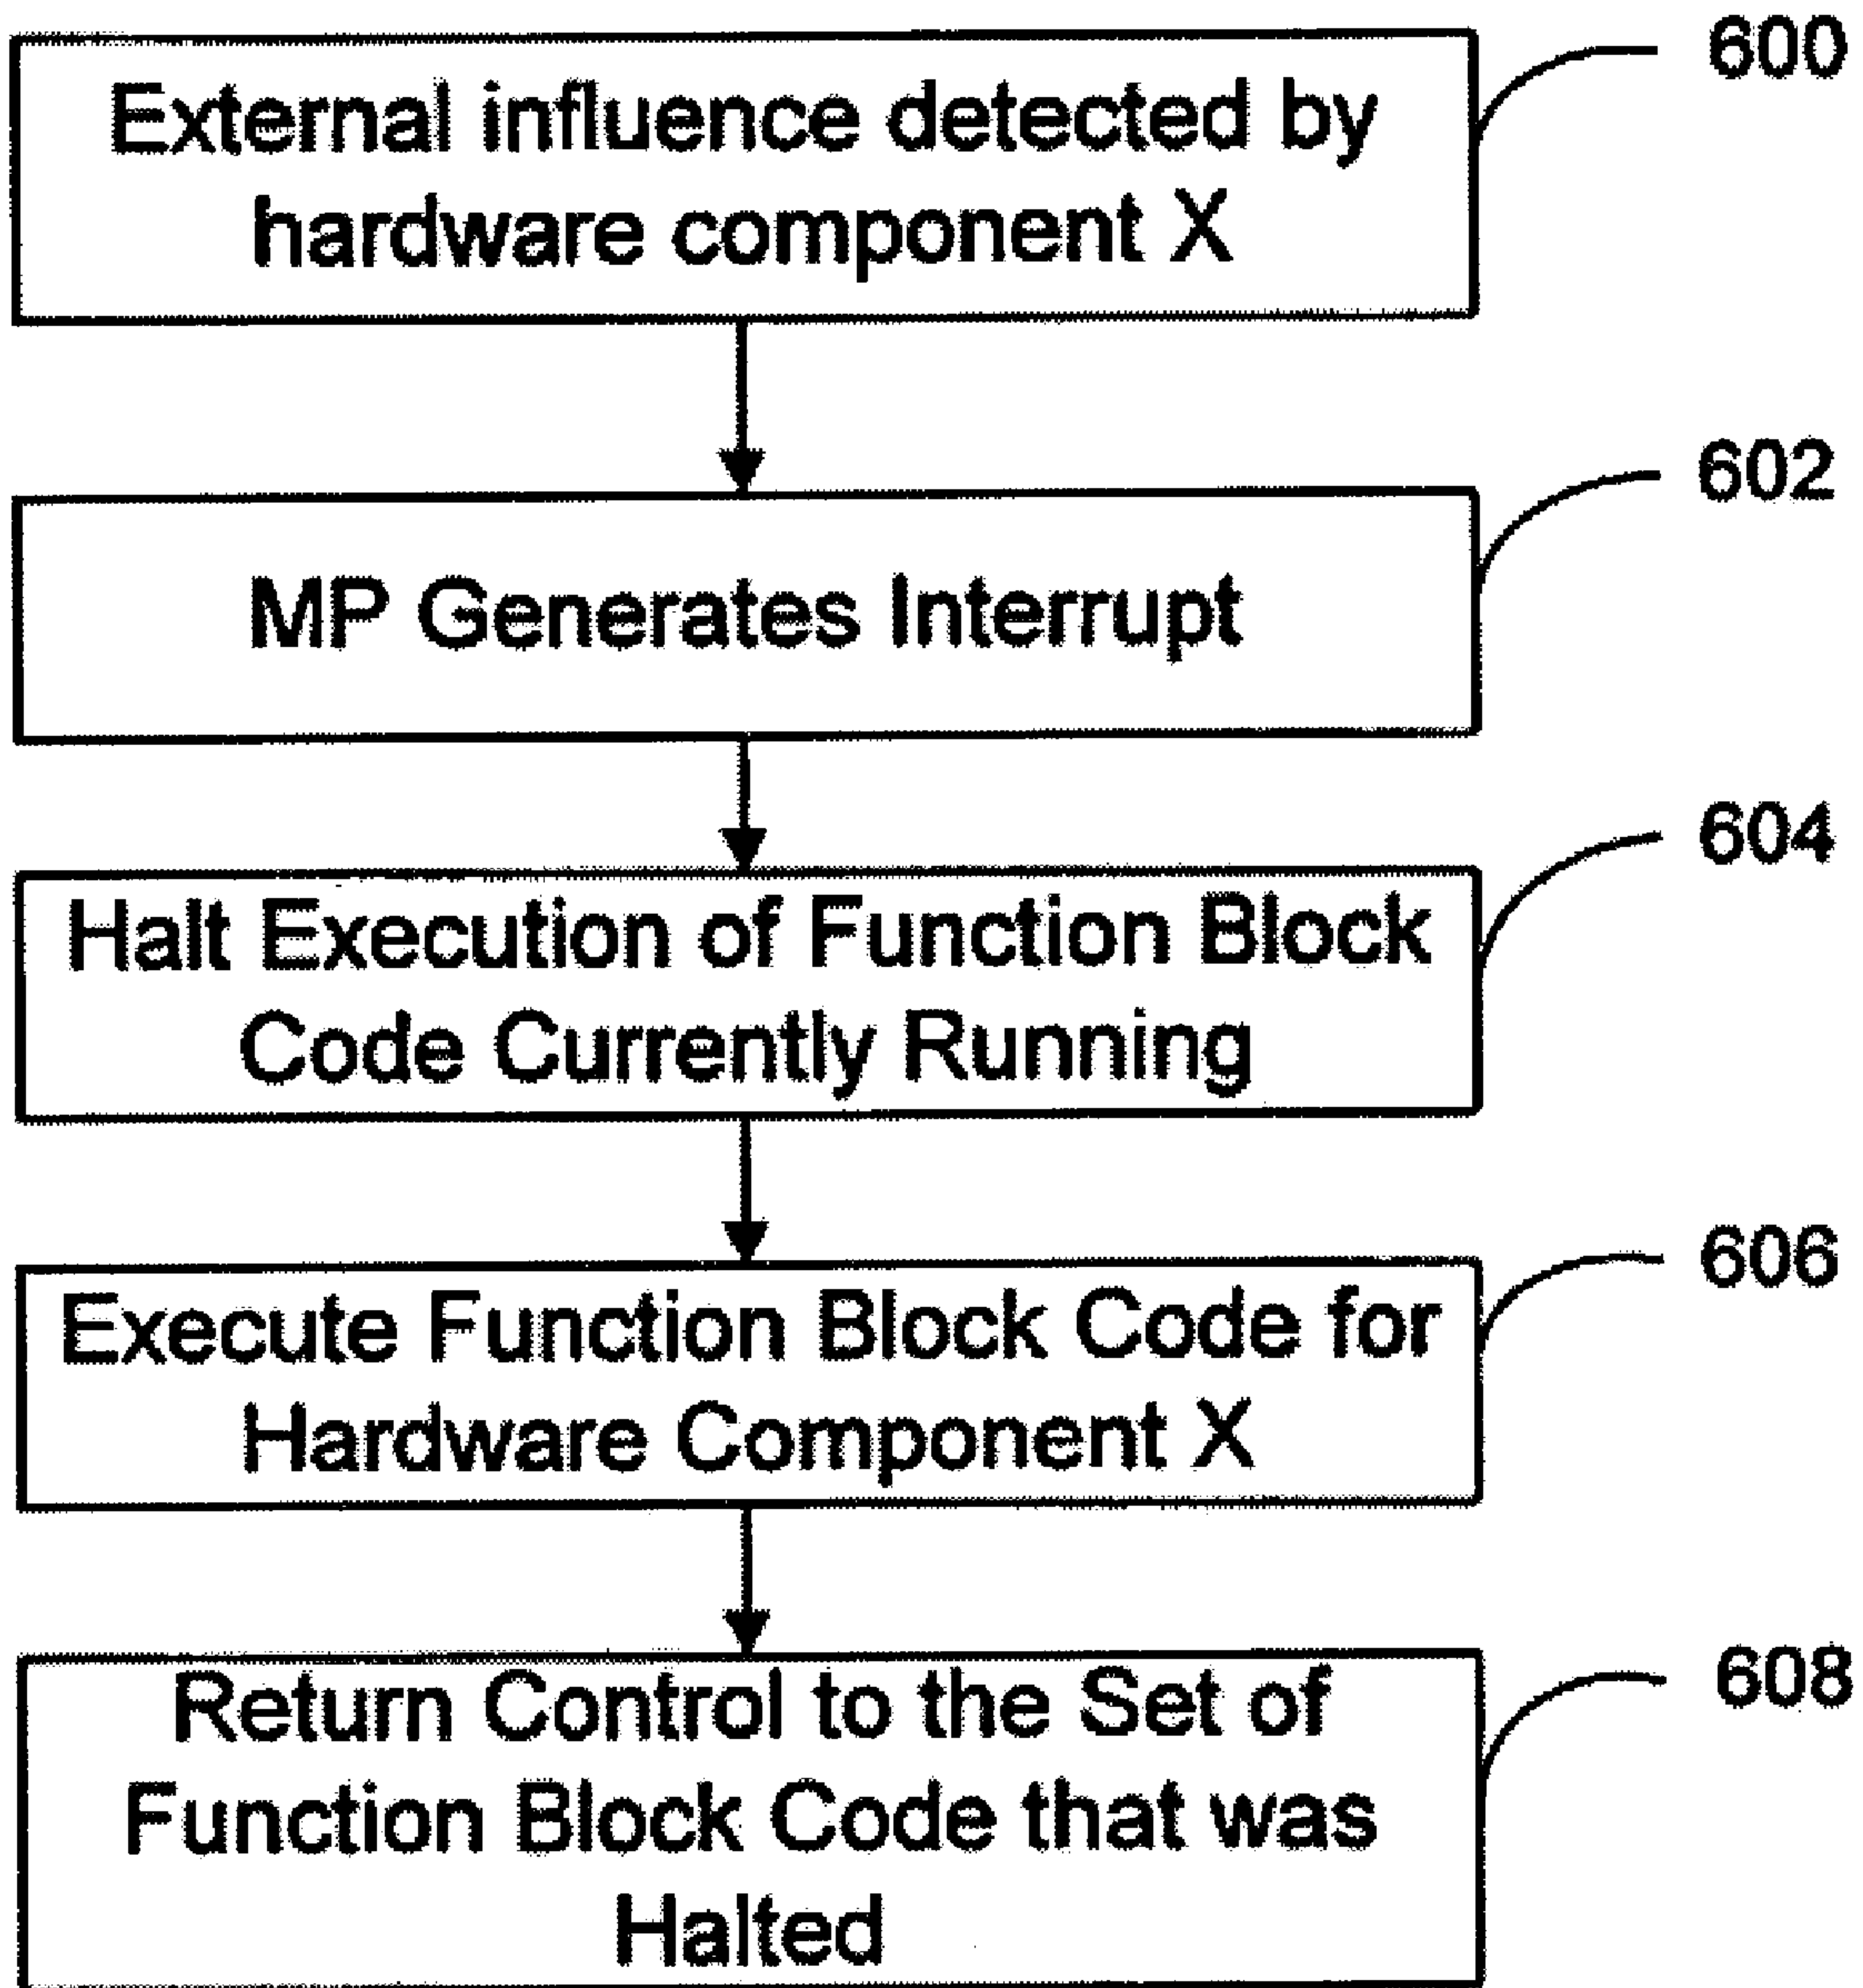 600
External influence detected by
hardware component X
602
MP Generates Interrupt
604
Halt Execution of Function Block
Code Currently Running
606
Execute Function Block Code for
Hardware Component X
608
Return Control to the Set of
Function Block Code that was
Halted